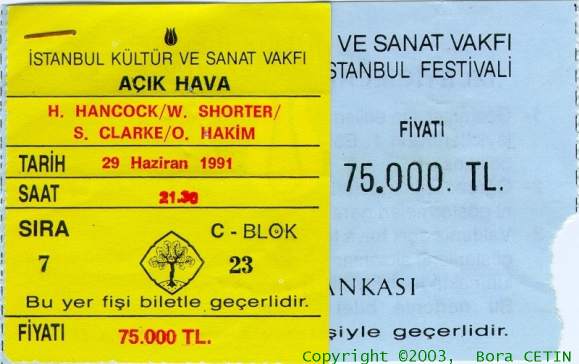 İSTANBUL KÜLTÜR VE SANAT VAKFI
AÇIK HAVA
H. HANCOCK/W. SHORTER/
S. CLARKE/O. HAKİM
TARİH 29 Haziran 1991
SAAT 21.30
SIRA C - BLOK
7 23
Bu yer fişi biletle geçerlidir.
FİYATI 75.000 TL.
VE SANAT VAKFI
STANBUL FESTİVALİ
FİYATI
75.000. TL.
ANKASI
şiyle geçerlidir.
Copyright ©2003, Bora CETIN